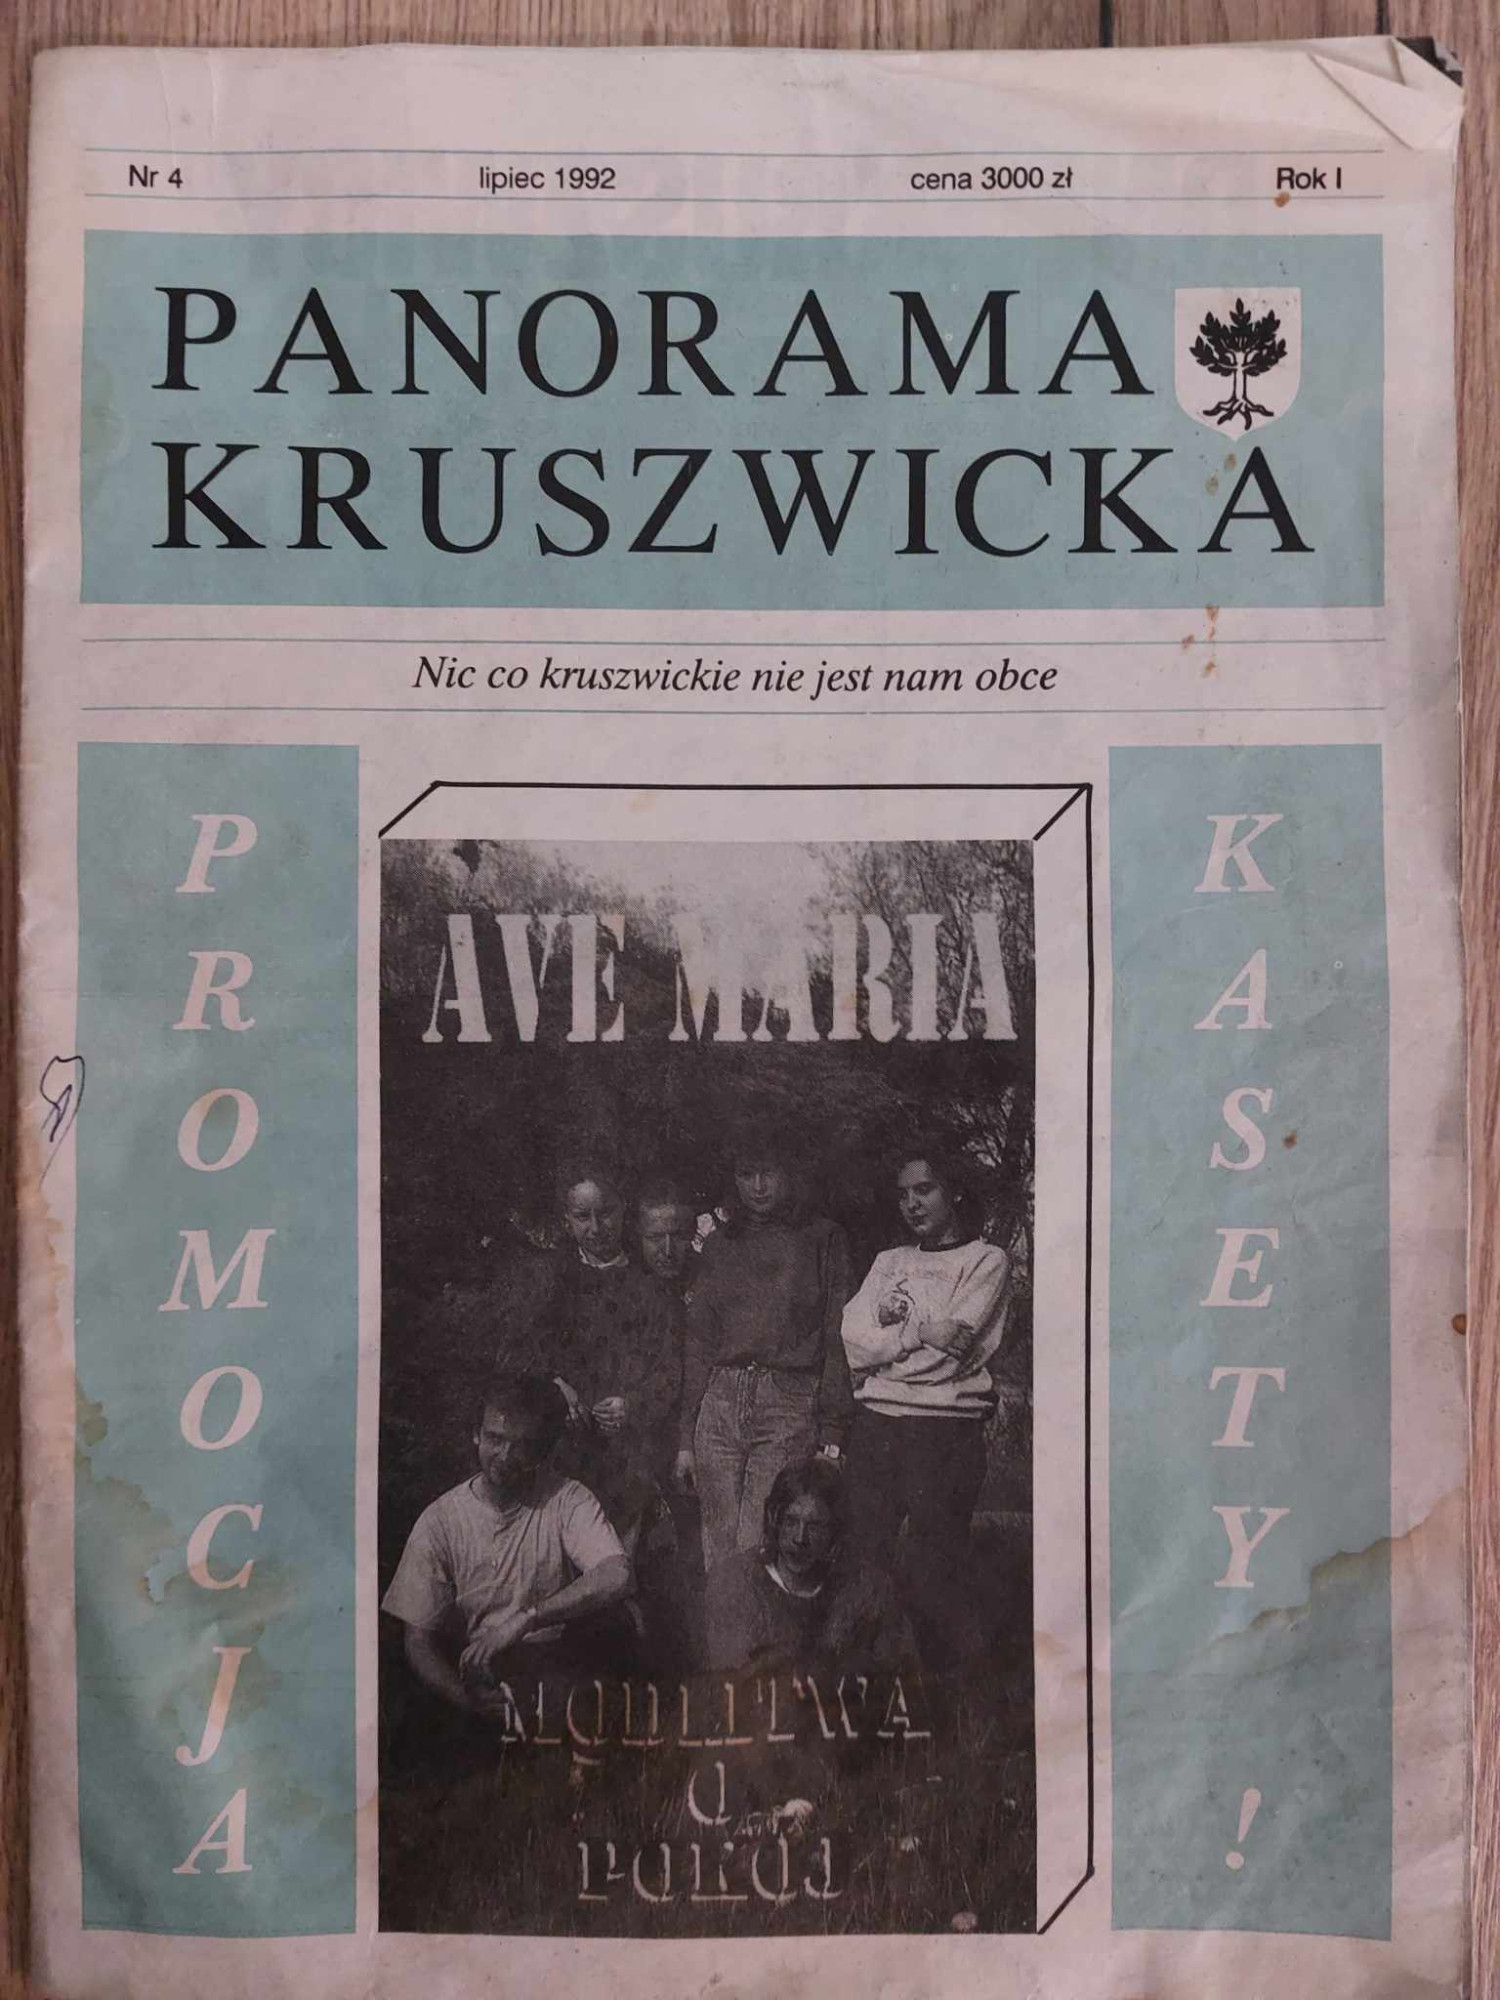 Nr 4 lipiec 1992 cena 3000 zł Rok I
PANORAMA
KRUSZWICKA
Nic co kruszwickie nie jest nam obce
PROMOCJA
AVE MARIA
MODLITWA
O
POKÓJ
KASETY!